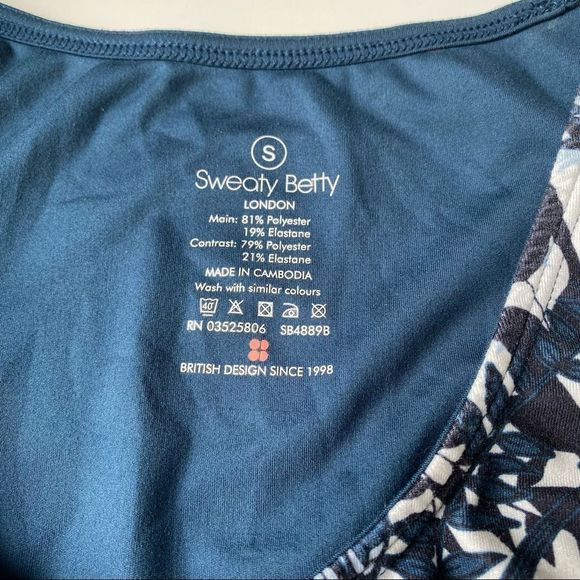 S
Sweaty Betty
LONDON
Main: 81% Polyester
19% Elastane
Contrast: 79% Polyester
21% Elastane
MADE IN CAMBODIA
Wash with similar colours
40°
RN 03525806 SB4889B
BRITISH DESIGN SINCE 1998